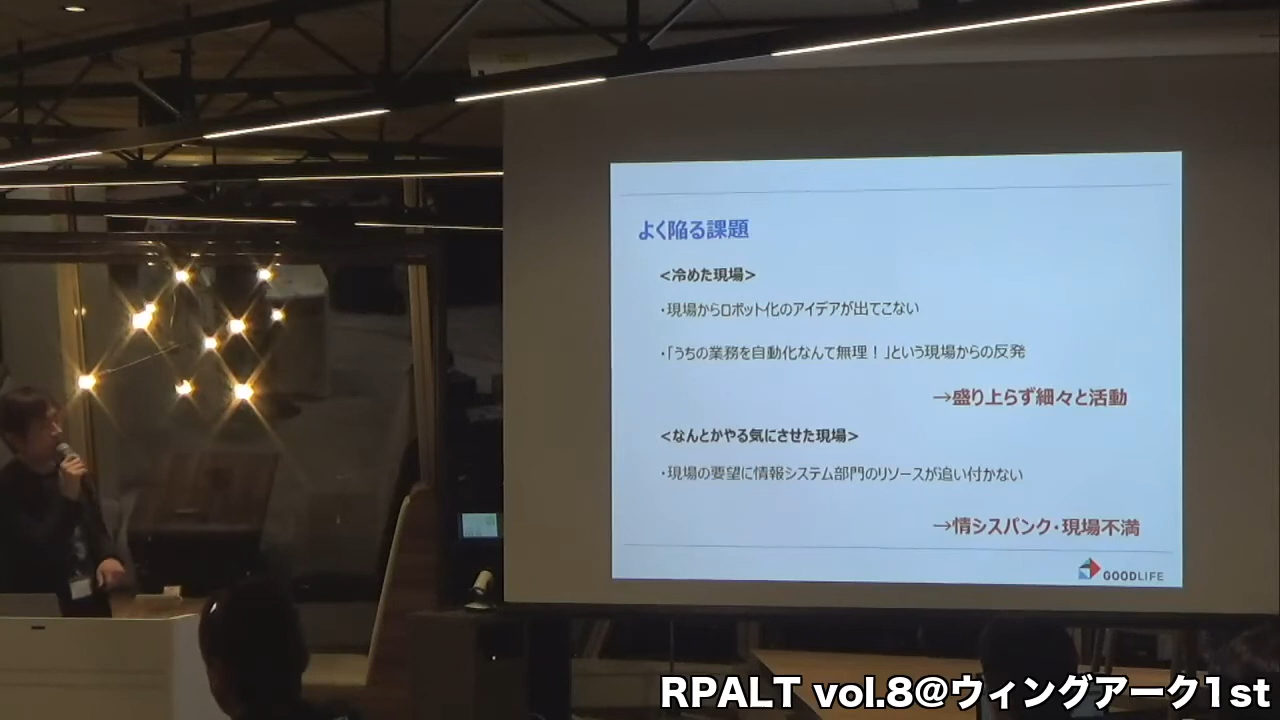 よく陥る課題
<冷めた現場>
・現場からロボット化のアイデアが出てこない
・「うちの業務を自動化なんて無理！」という現場からの反発
→盛り上らず細々と活動
<なんとかやる気にさせた現場>
・現場の要望に情報システム部門のリソースが追い付かない
→情シスパンク・現場不満
GOODLIFE
RPALT vol.8@ウィングアーク1st